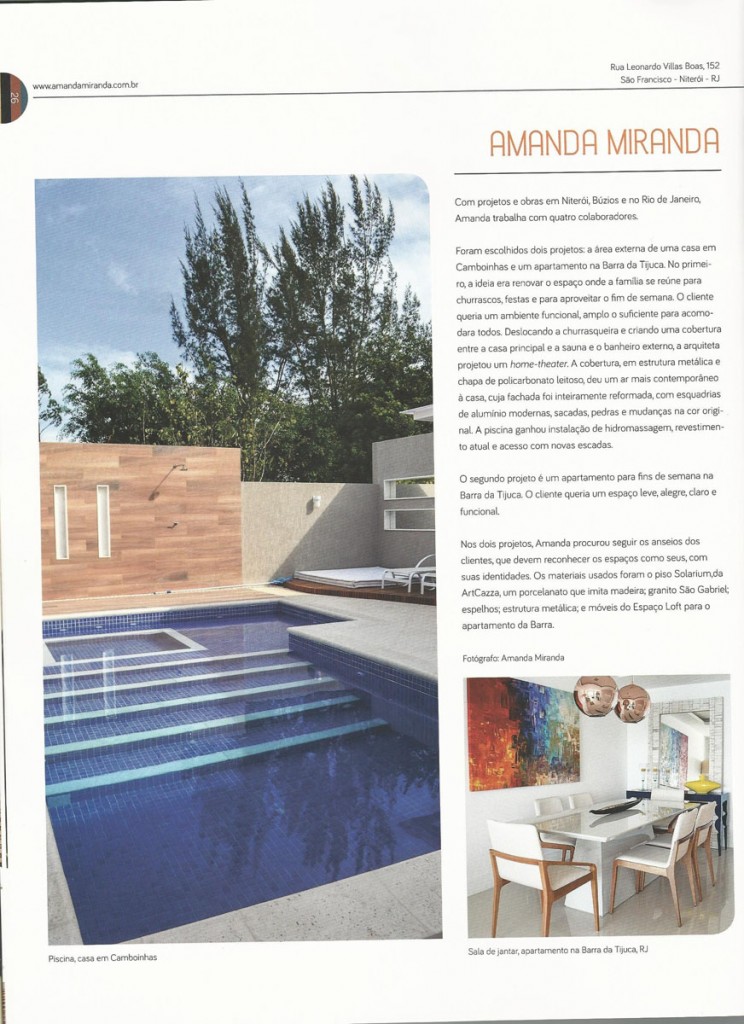 Rua Leonardo Villas Boas, 152
São Francisco - Niterói - RJ
www.amandamiranda.com.br
26
AMANDA MIRANDA
Com projetos e obras em Niterói, Búzios e no Rio de Janeiro,
Amanda trabalha com quatro colaboradores.
Foram escolhidos dois projetos: a área externa de uma casa em
Camboinhas e um apartamento na Barra da Tijuca. No primei-
ro, a ideia era renovar o espaço onde a família se reúne para
churrascos, festas e para aproveitar o fim de semana. O cliente
queria um ambiente funcional, amplo o suficiente para acomo-
dara todos. Deslocando a churrasqueira e criando uma cobertura
entre a casa principal e a sauna e o banheiro externo, a arquiteta
projetou um home-theater. A cobertura, em estrutura metálica e
chapa de policarbonato leitoso, deu um ar mais contemporâneo
à casa, cuja fachada foi inteiramente reformada, com esquadrias
de alumínio modernas, sacadas, pedras e mudanças na cor origi-
nal. A piscina ganhou instalação de hidromassagem, revestimen-
to atual e acesso com novas escadas.
O segundo projeto é um apartamento para fins de semana na
Barra da Tijuca. O cliente queria um espaço leve, alegre, claro e
funcional.
Nos dois projetos, Amanda procurou seguir os anseios dos
clientes, que devem reconhecer os espaços como seus, com
suas identidades. Os materiais usados foram o piso Solarium,da
ArtCazza, um porcelanato que imita madeira; granito São Gabriel;
espelhos; estrutura metálica; e móveis do Espaço Loft para o
apartamento da Barra.
Fotógrafo: Amanda Miranda
Piscina, casa em Camboinhas
Sala de jantar, apartamento na Barra da Tijuca, RJ